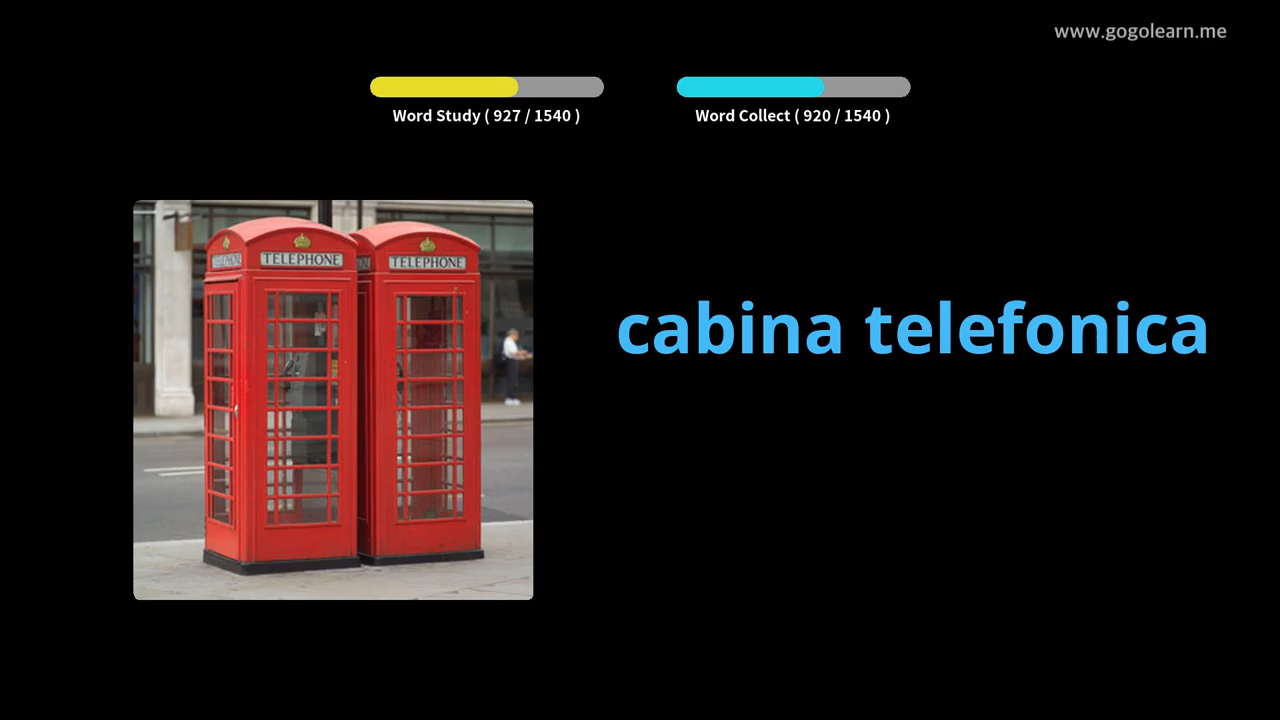 www.gogolearn.me
Word Study ( 927 / 1540 )
Word Collect ( 920 / 1540 )
TELEPHONE
TELEPHONE
cabina telefonica